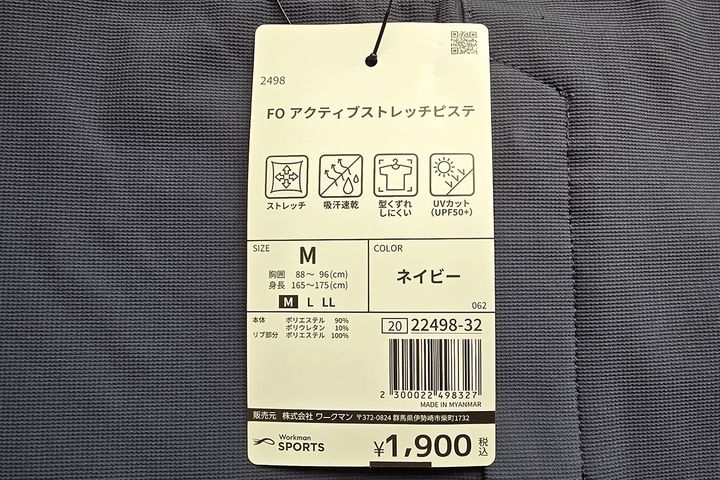 2498
FO アクティブストレッチピステ
ストレッチ
吸汗速乾
型くずれ
しにくい
UVカット
(UPF50+)
SIZE
M
胸囲 88～ 96(cm)
身長 165～175(cm)
M L LL
COLOR
ネイビー
062
本体 ポリエステル 90%
ポリウレタン 10%
リブ部分 ポリエステル 100%
20 22498-32
2 300022 498327
MADE IN MYANMAR
販売元 株式会社 ワークマン 〒372-0824 群馬県伊勢崎市柴町1732
Workman
SPORTS
¥1,900 税込